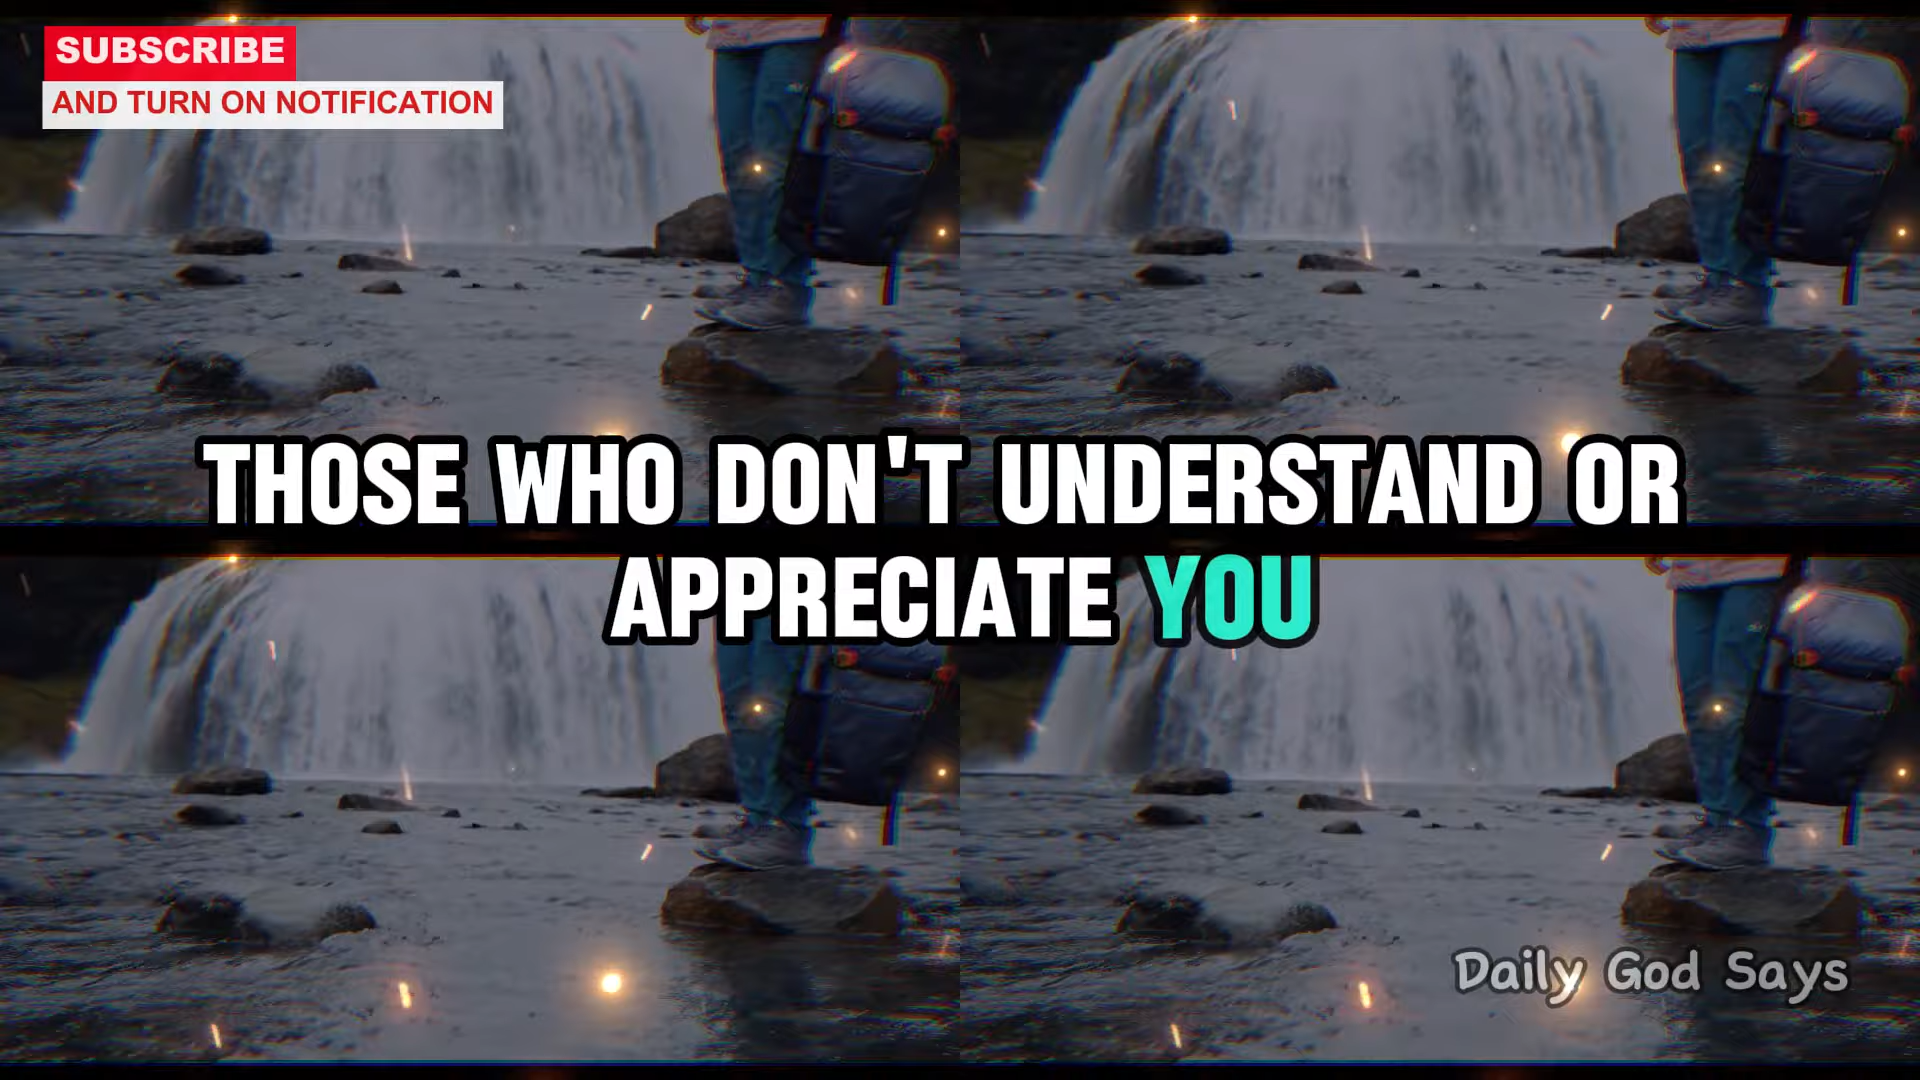 SUBSCRIBE
AND TURN ON NOTIFICATION
THOSE WHO DON'T UNDERSTAND OR
APPRECIATE YOU
Daily God Says